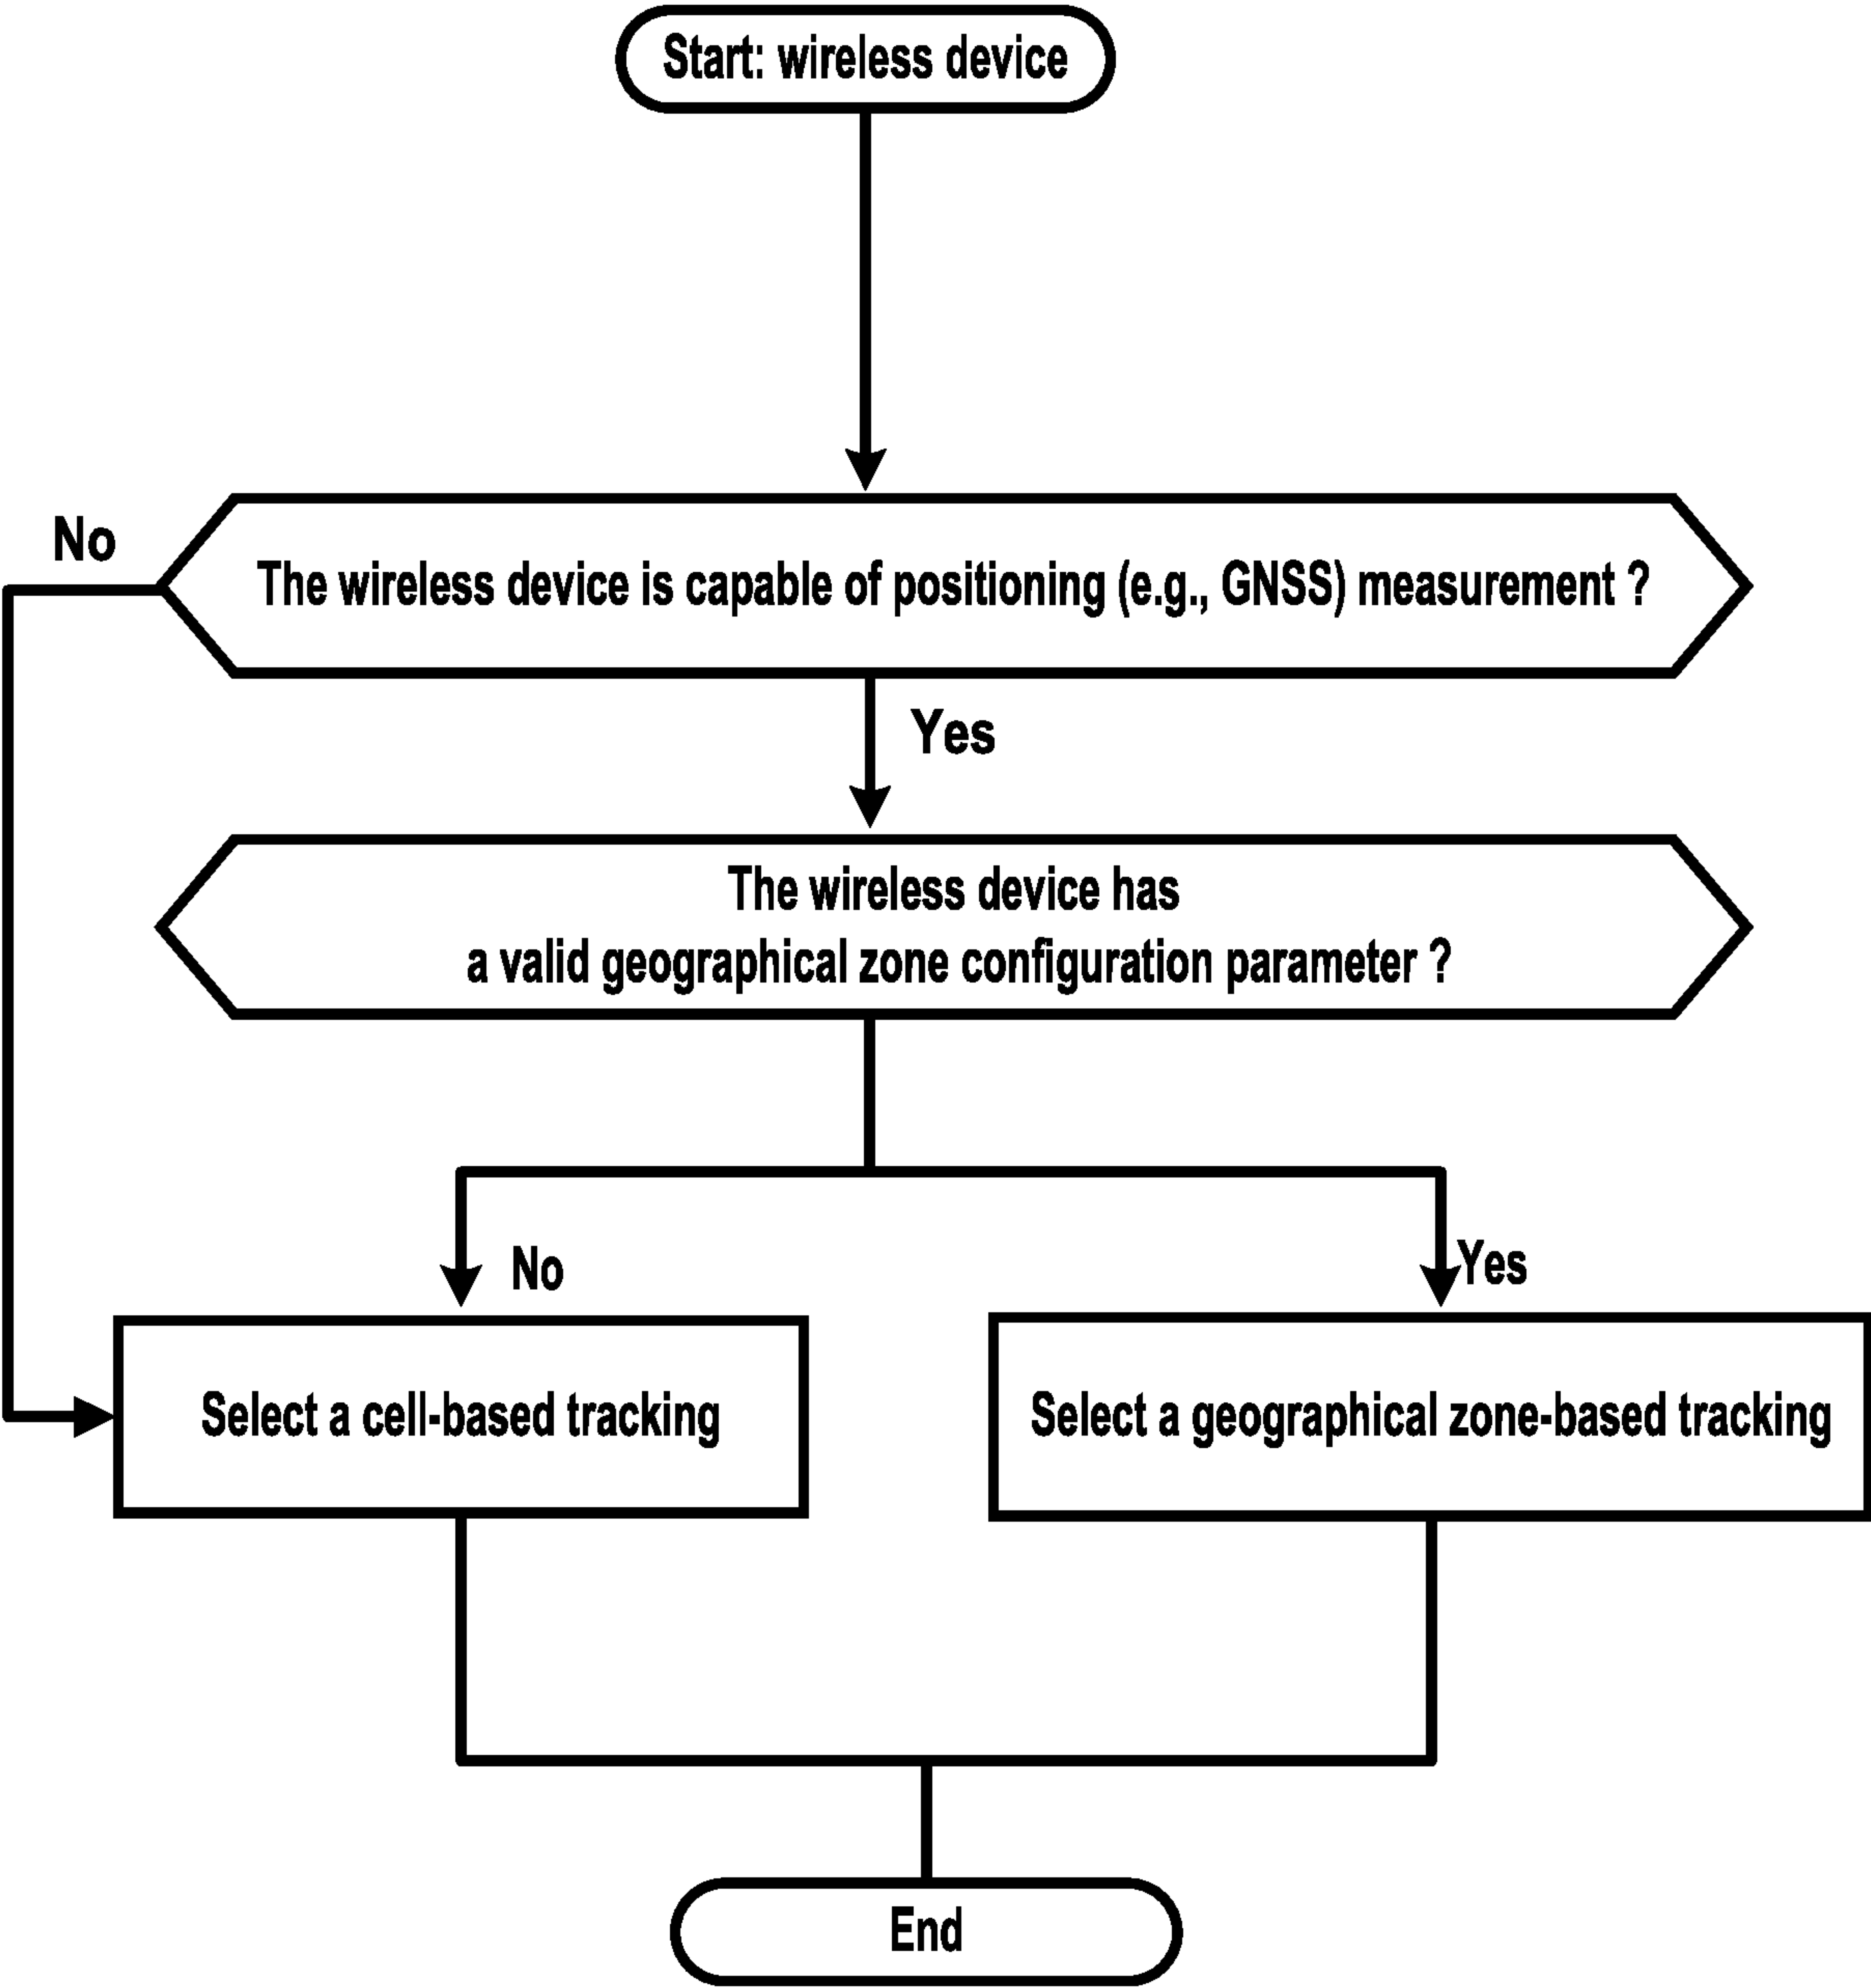 Start: wireless device
No
The wireless device is capable of positioning (e.g., GNSS) measurement ?
Yes
The wireless device has
a valid geographical zone configuration parameter ?
No
Yes
Select a cell-based tracking
Select a geographical zone-based tracking
End